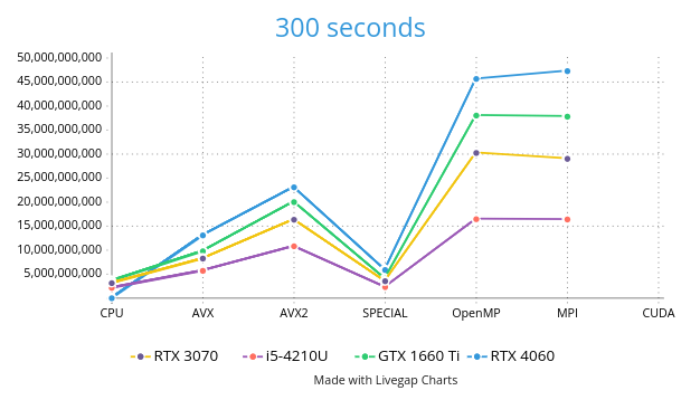 300 seconds
50,000,000,000
45,000,000,000
40,000,000,000
35,000,000,000
30,000,000,000
25,000,000,000
20,000,000,000
15,000,000,000
10,000,000,000
5,000,000,000
CPU AVX AVX2 SPECIAL OpenMP MPI CUDA
RTX 3070 i5-4210U GTX 1660 Ti RTX 4060
Made with Livegap Charts